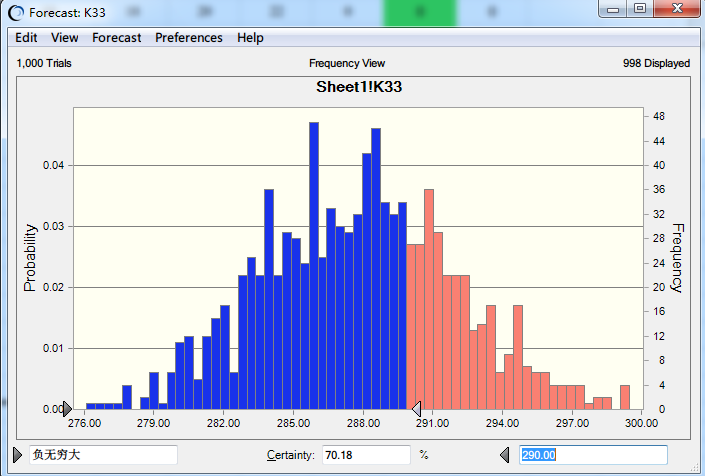 Forecast: K33
Edit View Forecast Preferences Help
1,000 Trials
Frequency View
998 Displayed
Sheet1!K33
Probability
0.04
0.03
0.02
0.01
0.00
48
44
40
36
32
28
24
20
16
12
8
4
0
Frequency
276.00 279.00 282.00 285.00 288.00 291.00 294.00 297.00 300.00
负无穷大
Certainty: 70.18 %
290.00